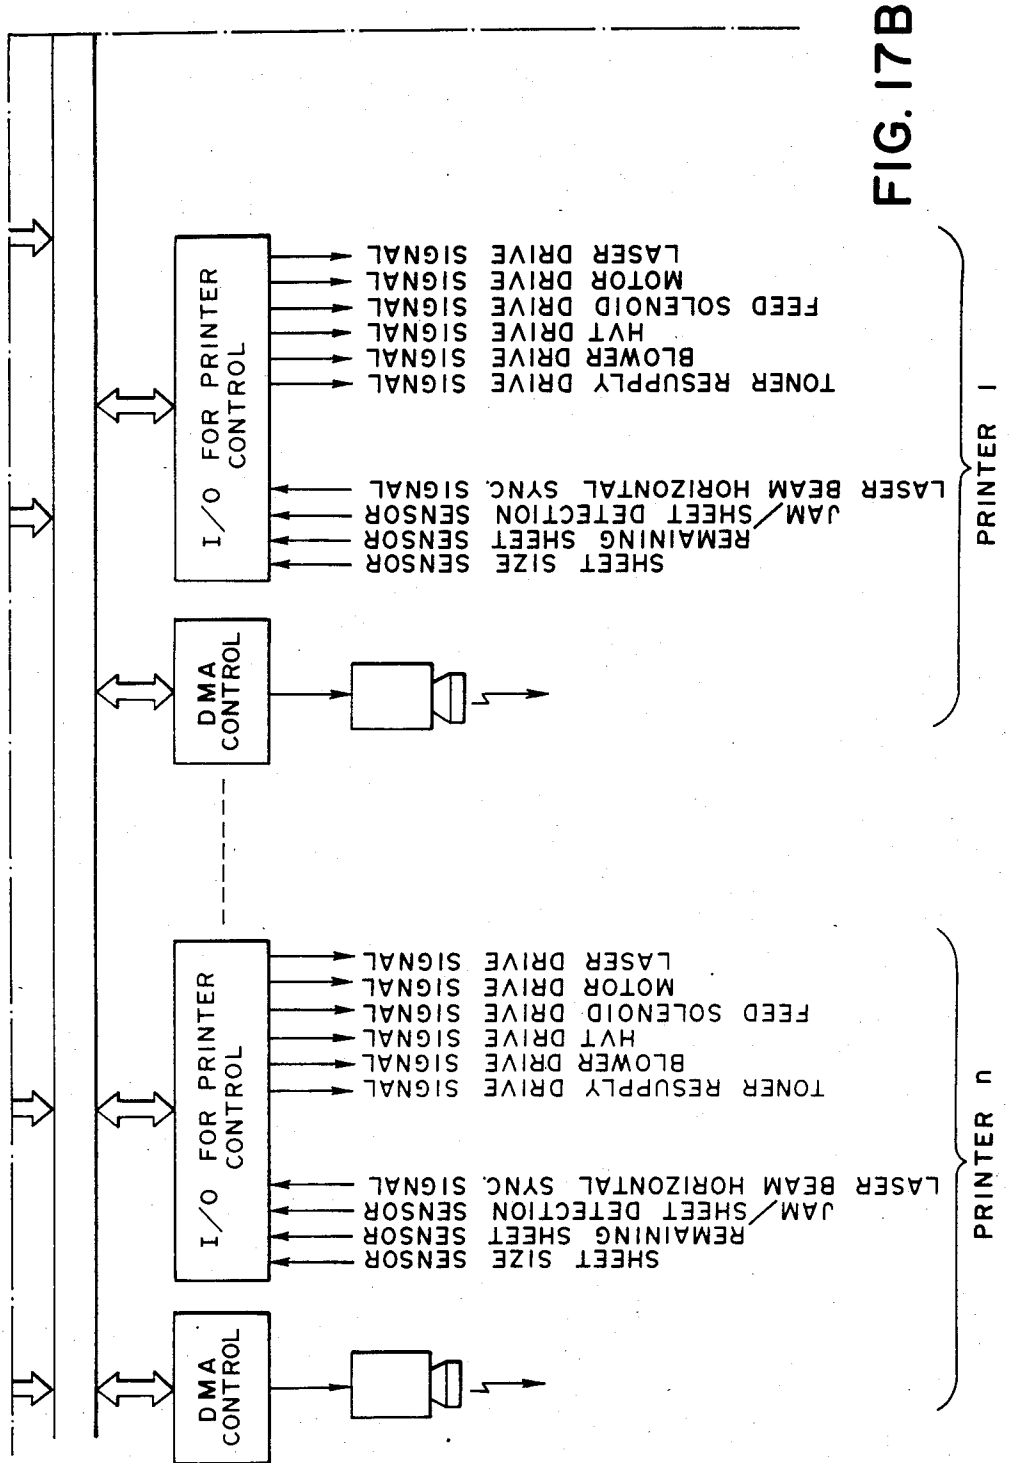 I/O FOR PRINTER
CONTROL
LASER DRIVE SIGNAL
MOTOR DRIVE SIGNAL
FEED SOLENOID DRIVE SIGNAL
HVT DRIVE SIGNAL
BLOWER DRIVE SIGNAL
TONER RESUPPLY DRIVE SIGNAL
LASER BEAM HORIZONTAL SYNC. SIGNAL
JAM/SHEET DETECTION SENSOR
REMAINING SHEET SENSOR
SHEET SIZE SENSOR
DMA
CONTROL
PRINTER 1
I/O FOR PRINTER
CONTROL
LASER DRIVE SIGNAL
MOTOR DRIVE SIGNAL
FEED SOLENOID DRIVE SIGNAL
HVT DRIVE SIGNAL
BLOWER DRIVE SIGNAL
TONER RESUPPLY DRIVE SIGNAL
LASER BEAM HORIZONTAL SYNC. SIGNAL
JAM/SHEET DETECTION SENSOR
REMAINING SHEET SENSOR
SHEET SIZE SENSOR
DMA
CONTROL
PRINTER n
FIG. 17B